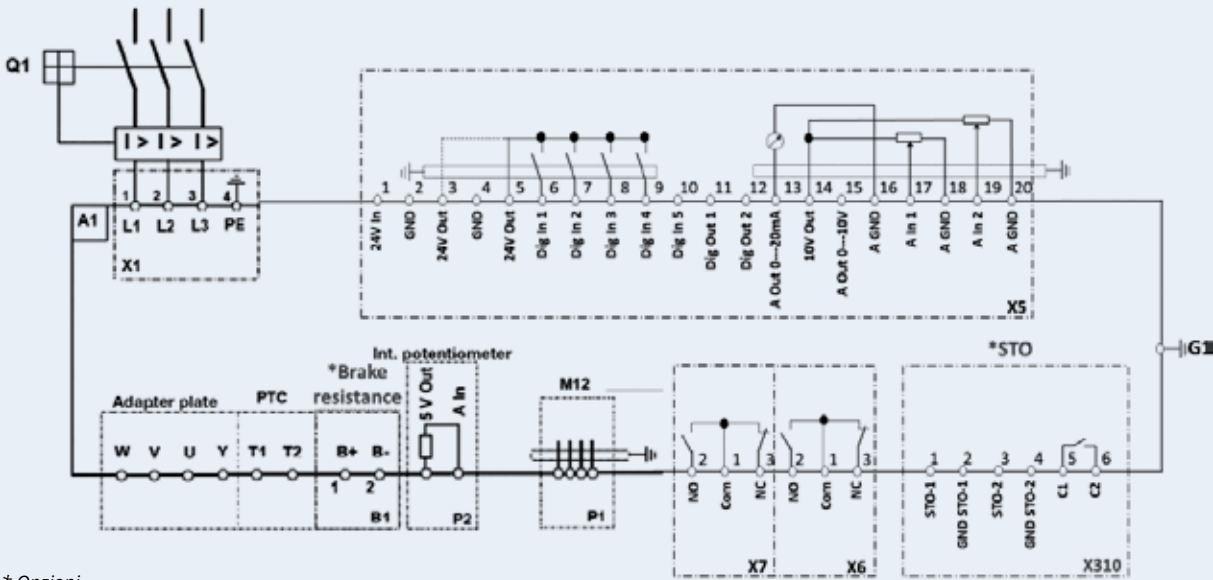 Q1
I > I > I >
1 2 3 4
L1 L2 L3 PE
X1
A1
1 2 3 4 5 6 7 8 9 10 11 12 13 14 15 16 17 18 19 20
24V In
GND
24V Out
GND
24V Out
Dig In 1
Dig In 2
Dig In 3
Dig In 4
Dig In 5
Dig Out 1
Dig Out 2
A Out 0---20mA
10V Out
A Out 0---10V
A GND
A In 1
A GND
A In 2
A GND
X5
G1
Adapter plate
W V U Y
PTC
T1 T2
*Brake
resistance
B+ B-
1 2
B1
Int. potentiometer
5 V Out
A In
P2
M12
P1
2 1 3
NO
Com
NC
X7
2 1 3
NO
Com
NC
X6
*STO
1 2 3 4 5 6
STO-1
GND STO-1
STO-2
GND STO-2
C1
C2
X310
* Opzioni